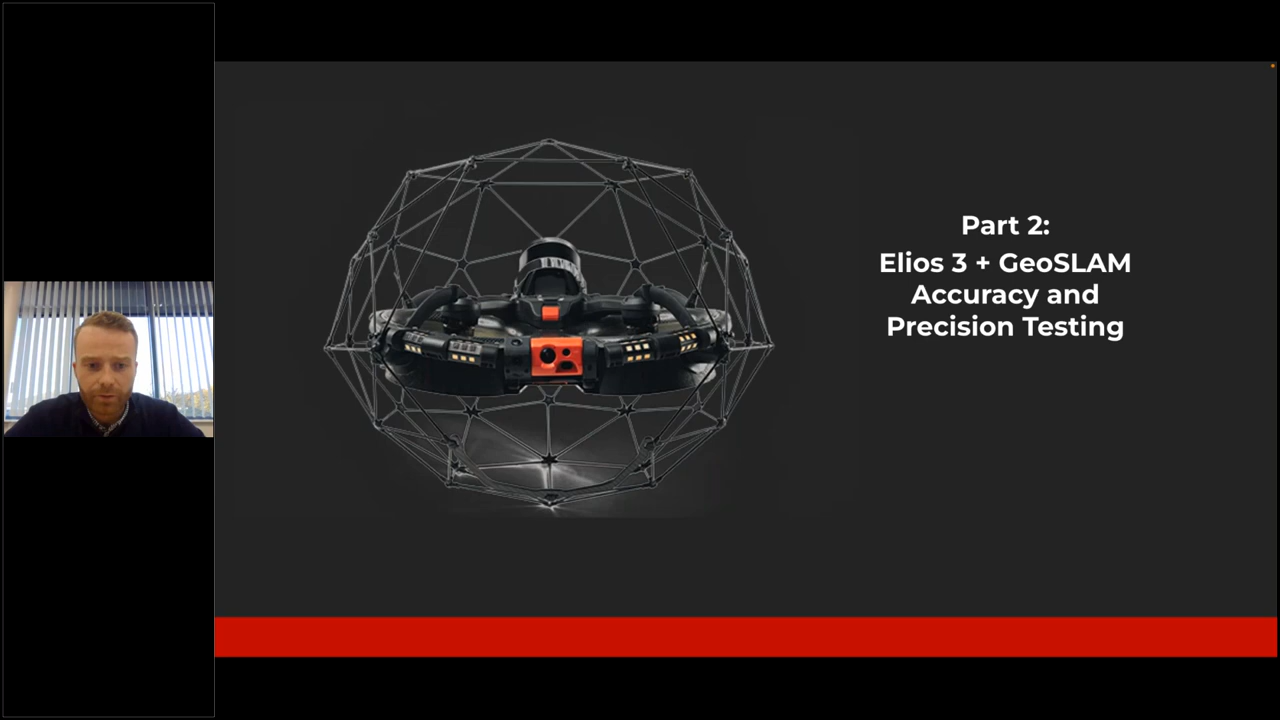 Part 2:
Elios 3 + GeoSLAM
Accuracy and
Precision Testing